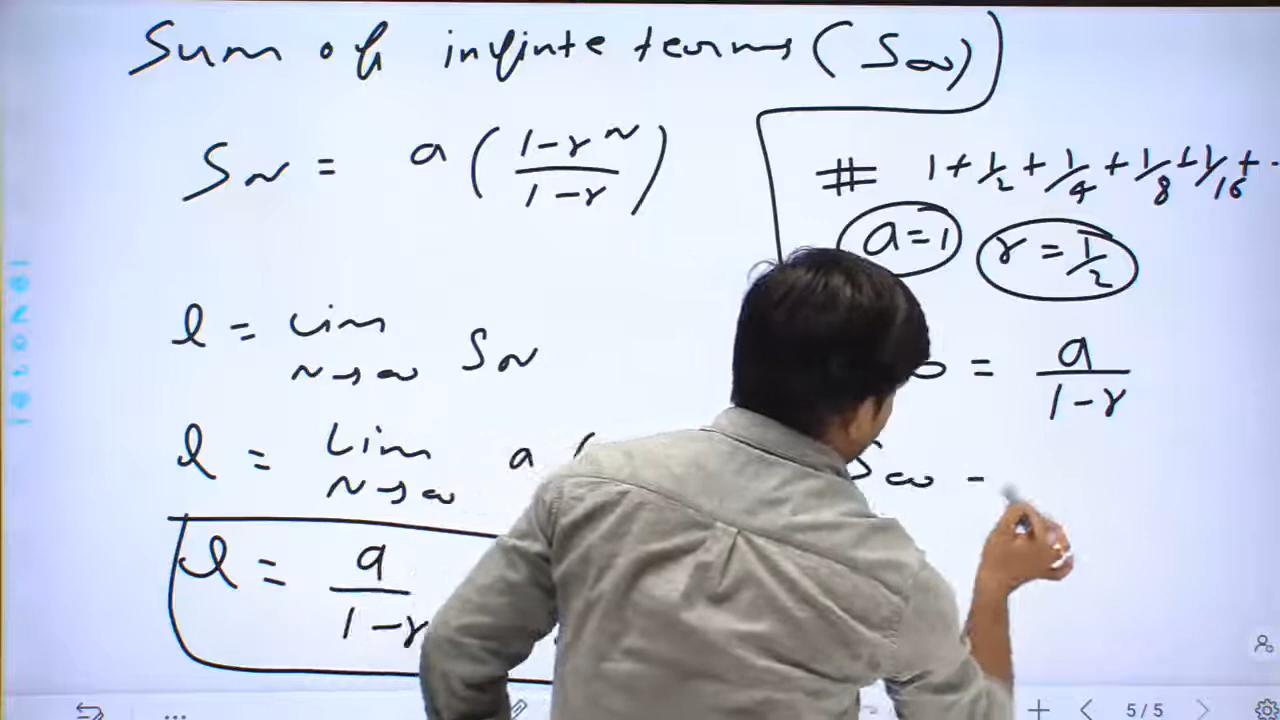 Sum of infinte terms (S∞)
Sn = a (1-r^n / 1-r)
l = Lim n→∞ Sn
l = Lim n→∞ a (
l = a / 1-r
# 1 + 1/2 + 1/4 + 1/8 + 1/16 + -
a=1 r = 1/2
= a / 1-r
S∞ -
5/5